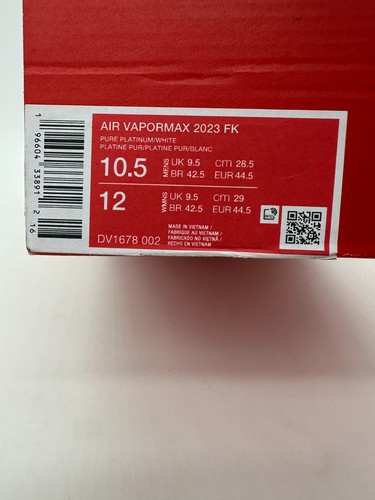 AIR VAPORMAX 2023 FK
PURE PLATINUM/WHITE
PLATINE PUR/PLATINE PUR/BLANC
10.5 MENS UK 9.5 cm 28.5
BR 42.5 EUR 44.5
12 WMNS UK 9.5 cm 29
BR 42.5 EUR 44.5
DV1678 002
MADE IN VIETNAM /
FABRIQUE AU VIETNAM /
FABRICADO NO VIETNÃ /
HECHO EN VIETNAM
1 96604 33891 2 16